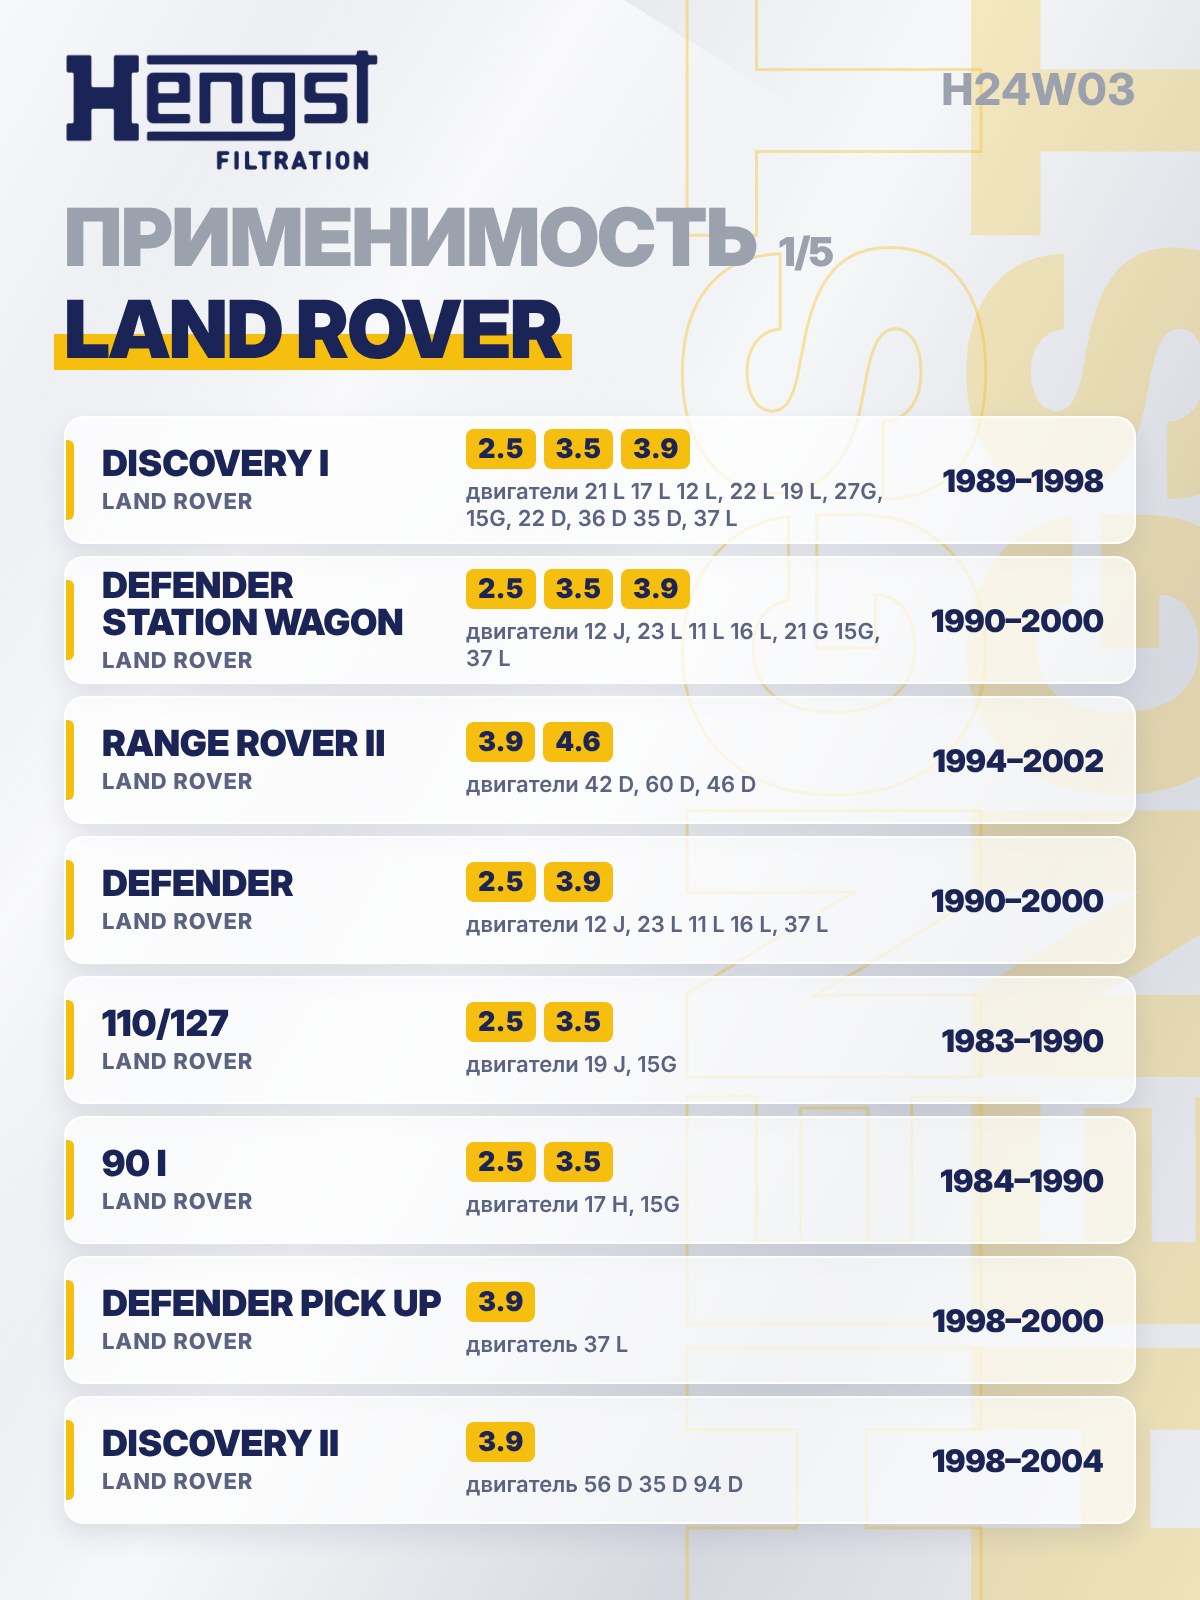 Hengst
FILTRATION
H24W03
ПРИМЕНИМОСТЬ 1/5
LAND ROVER
DISCOVERY I
LAND ROVER
2.5 3.5 3.9
двигатели 21 L 17 L 12 L, 22 L 19 L, 27G,
15G, 22 D, 36 D 35 D, 37 L
1989–1998
DEFENDER
STATION WAGON
LAND ROVER
2.5 3.5 3.9
двигатели 12 J, 23 L 11 L 16 L, 21 G 15G,
37 L
1990–2000
RANGE ROVER II
LAND ROVER
3.9 4.6
двигатели 42 D, 60 D, 46 D
1994–2002
DEFENDER
LAND ROVER
2.5 3.9
двигатели 12 J, 23 L 11 L 16 L, 37 L
1990–2000
110/127
LAND ROVER
2.5 3.5
двигатели 19 J, 15G
1983–1990
90 I
LAND ROVER
2.5 3.5
двигатели 17 H, 15G
1984–1990
DEFENDER PICK UP
LAND ROVER
3.9
двигатель 37 L
1998–2000
DISCOVERY II
LAND ROVER
3.9
двигатель 56 D 35 D 94 D
1998–2004
HENGST
HENGST